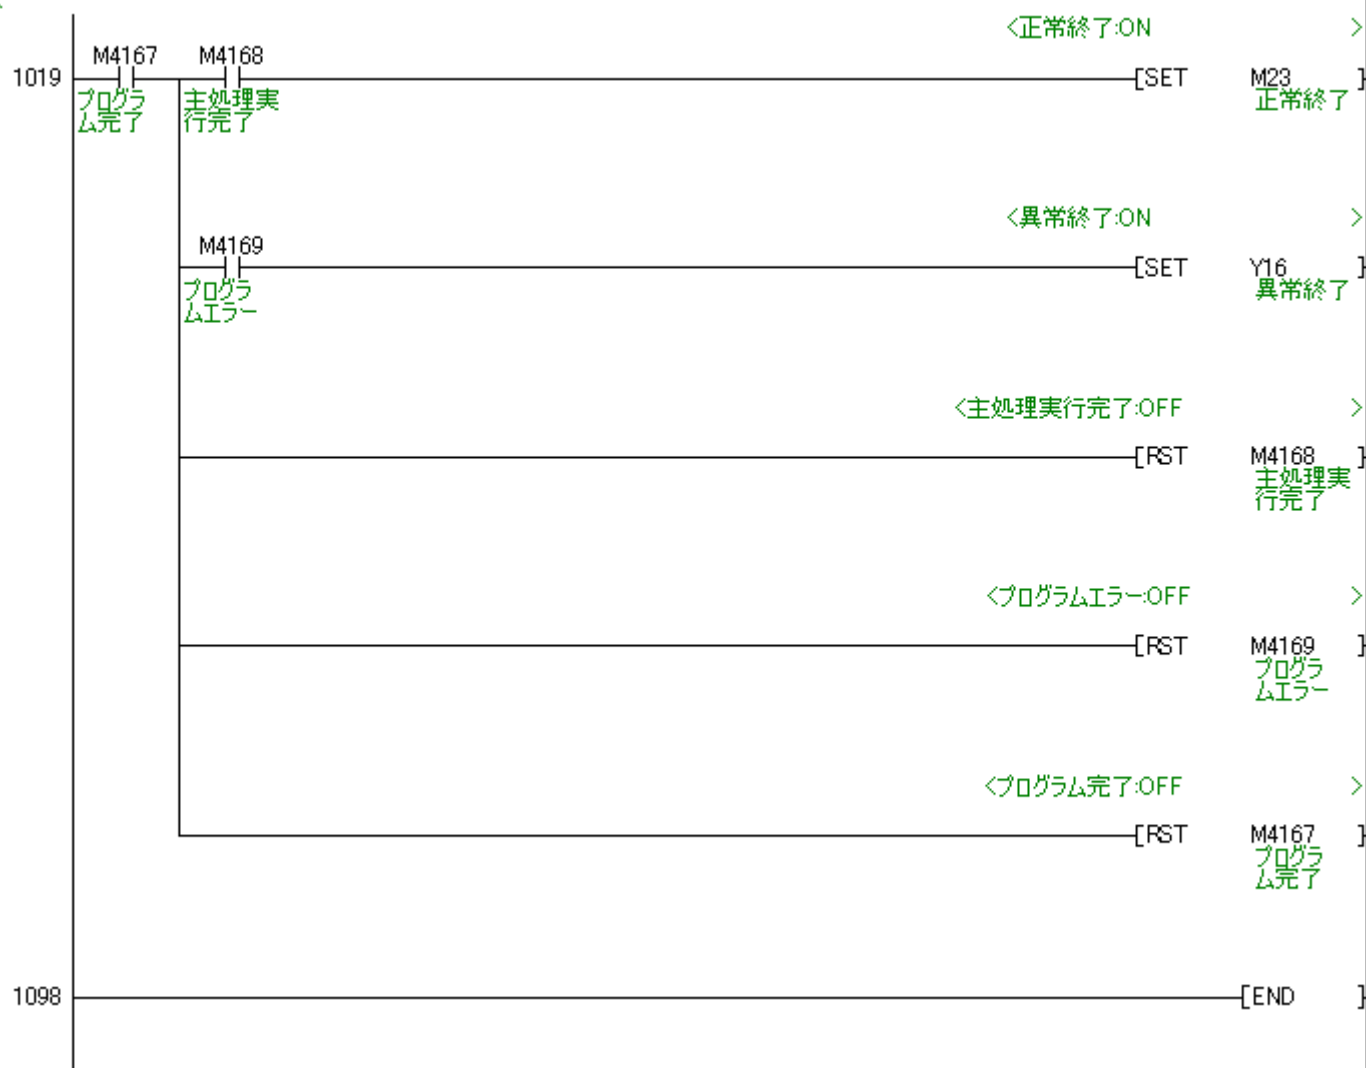 <正常終了:ON >
M4167 M4168
1019 [SET M23 ]
プログラ 主処理実 正常終了
ム完了 行完了
<異常終了:ON >
M4169
[SET Y16 ]
プログラ 異常終了
ムエラー
<主処理実行完了:OFF >
[RST M4168 ]
主処理実
行完了
<プログラムエラー:OFF >
[RST M4169 ]
プログラ
ムエラー
<プログラム完了:OFF >
[RST M4167 ]
プログラ
ム完了
1098 [END ]